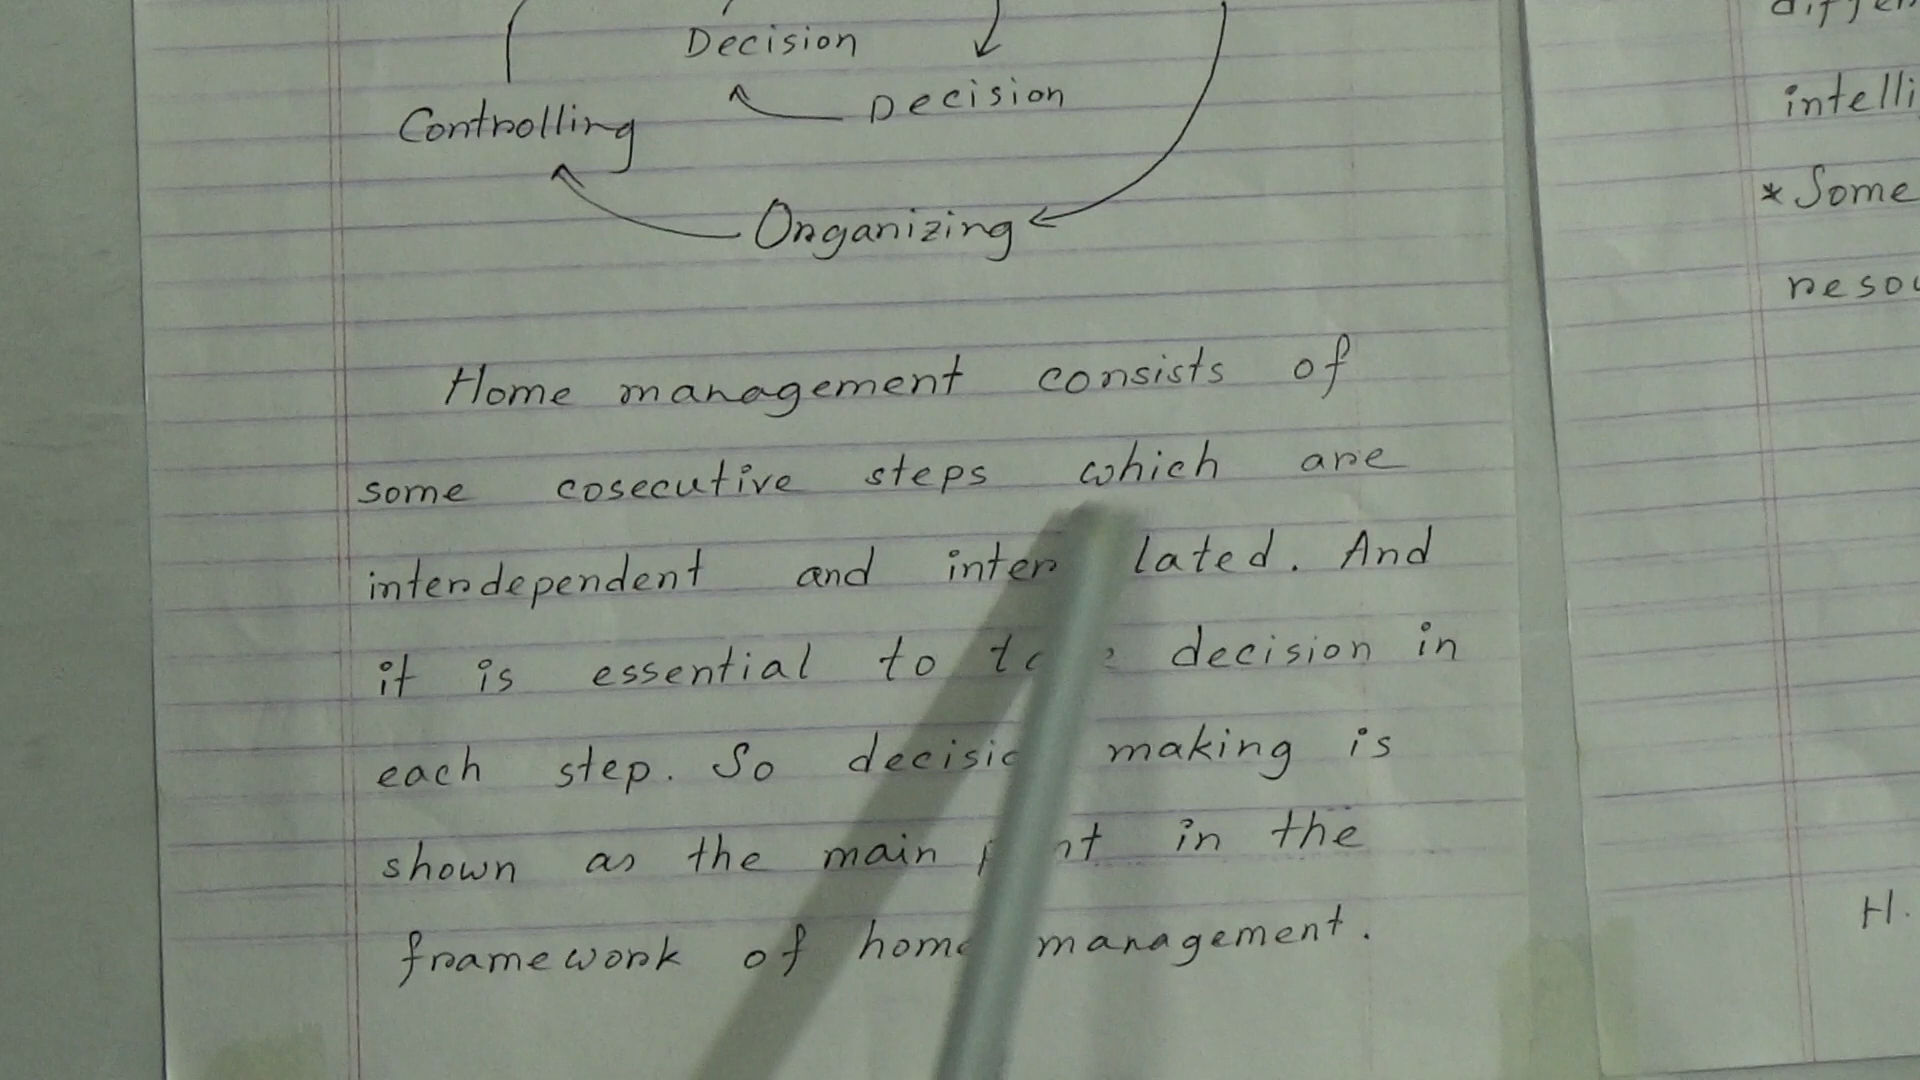 Decision
Decision
Controlling
Organizing
Home management consists of
some cosecutive steps which are
interdependent and inter lated. And
it is essential to decision in
each step. So making is
shown as the main in the
framework of management.
intelli
* Some
resou
H.